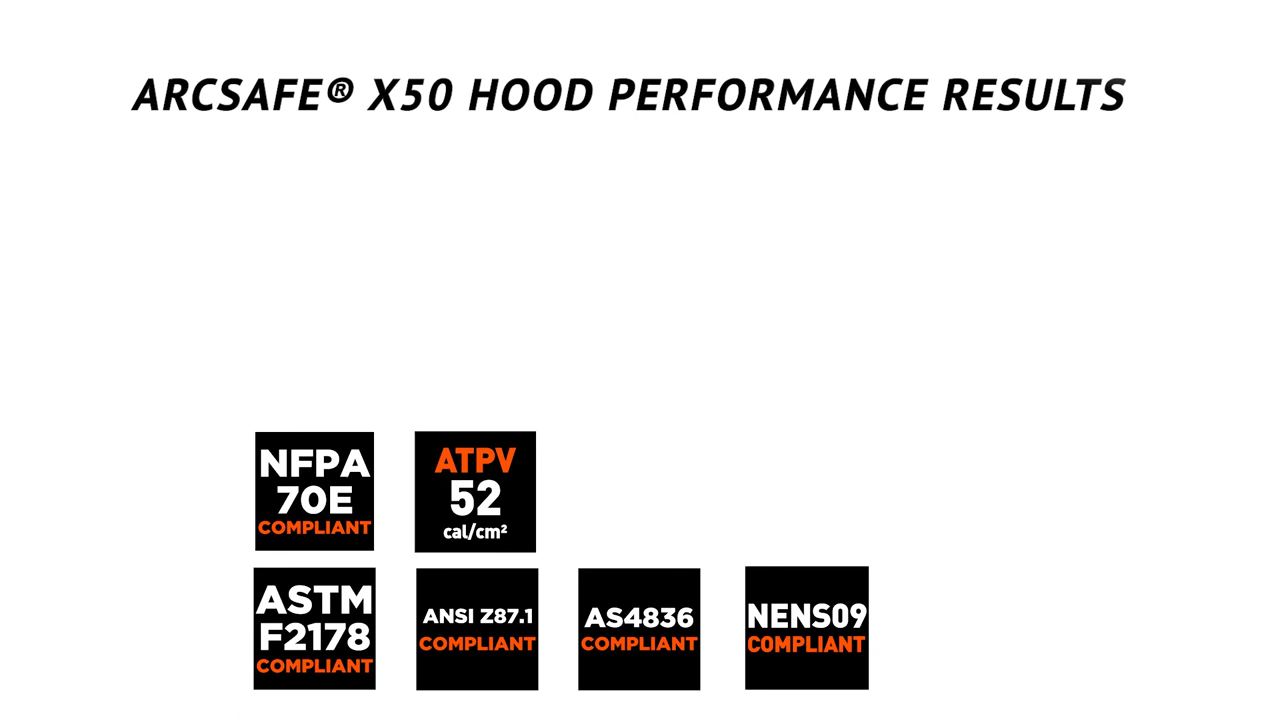 ARCSAFE® X50 HOOD PERFORMANCE RESULTS
NFPA
70E
COMPLIANT
ATPV
52
cal/cm²
ASTM
F2178
COMPLIANT
ANSI Z87.1
COMPLIANT
AS4836
COMPLIANT
NENS09
COMPLIANT